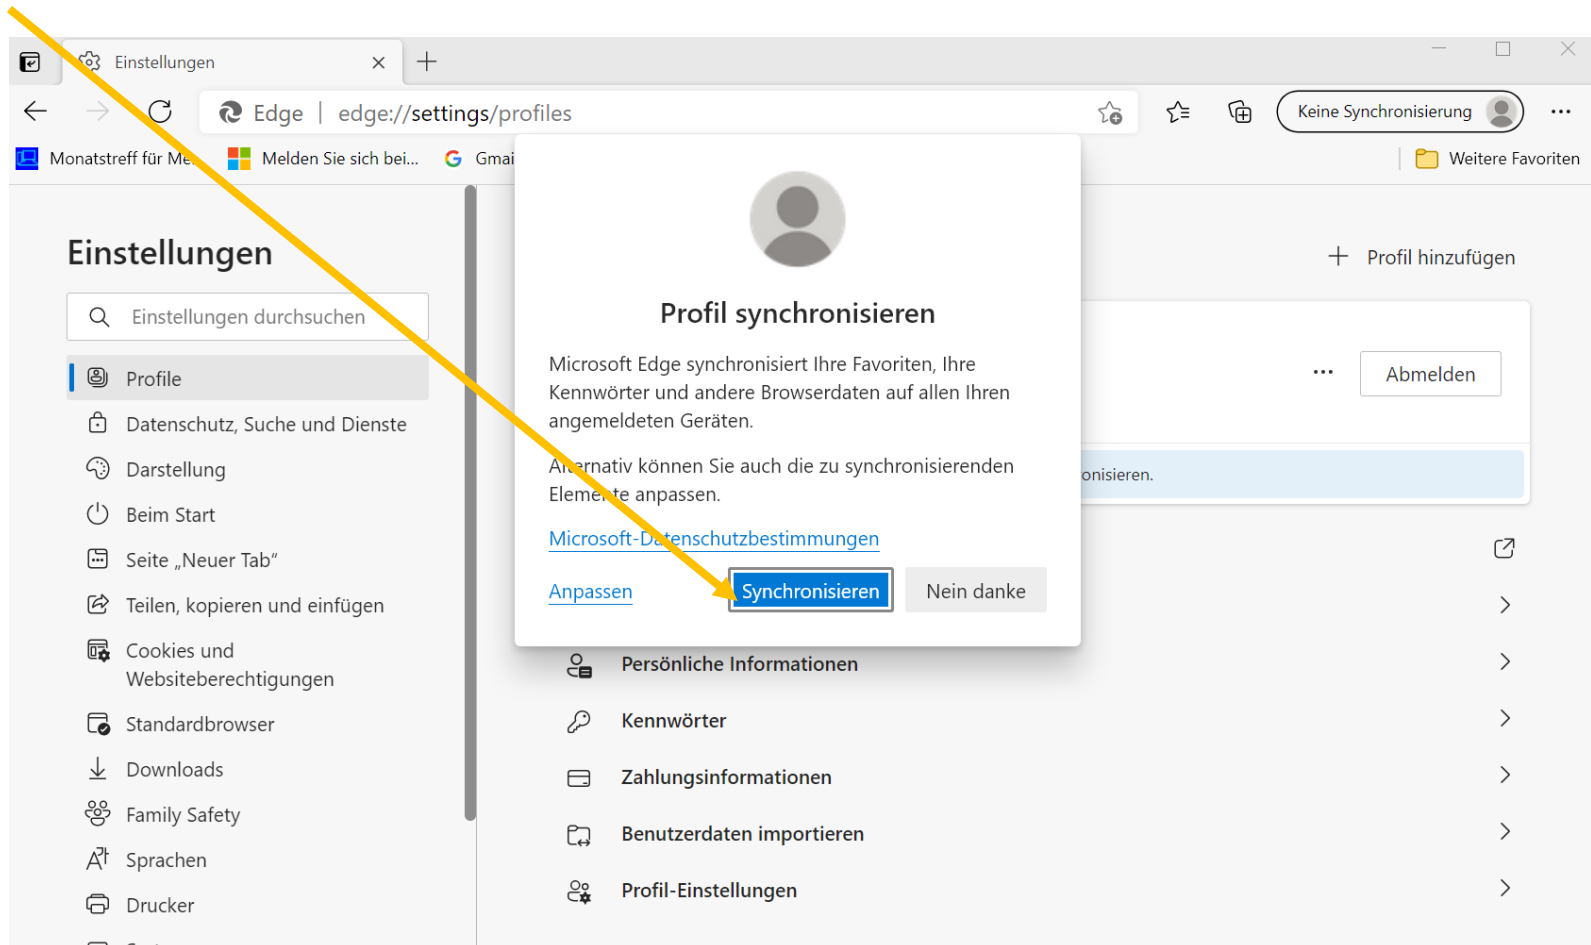 Einstellungen
Edge | edge://settings/profiles
Keine Synchronisierung
Monatstreff für
Melden Sie sich bei...
Weitere Favoriten
Einstellungen
Einstellungen durchsuchen
Profile
Datenschutz, Suche und Dienste
Darstellung
Beim Start
Seite „Neuer Tab“
Teilen, kopieren und einfügen
Cookies und
Websiteberechtigungen
Standardbrowser
Downloads
Family Safety
Sprachen
Drucker
Profil synchronisieren
Microsoft Edge synchronisiert Ihre Favoriten, Ihre
Kennwörter und andere Browserdaten auf allen Ihren
angemeldeten Geräten.
Alternativ können Sie auch die zu synchronisierenden
Elemente anpassen.
Microsoft-Datenschutzbestimmungen
Anpassen
Synchronisieren
Nein danke
Profil hinzufügen
Abmelden
Persönliche Informationen
Kennwörter
Zahlungsinformationen
Benutzerdaten importieren
Profil-Einstellungen